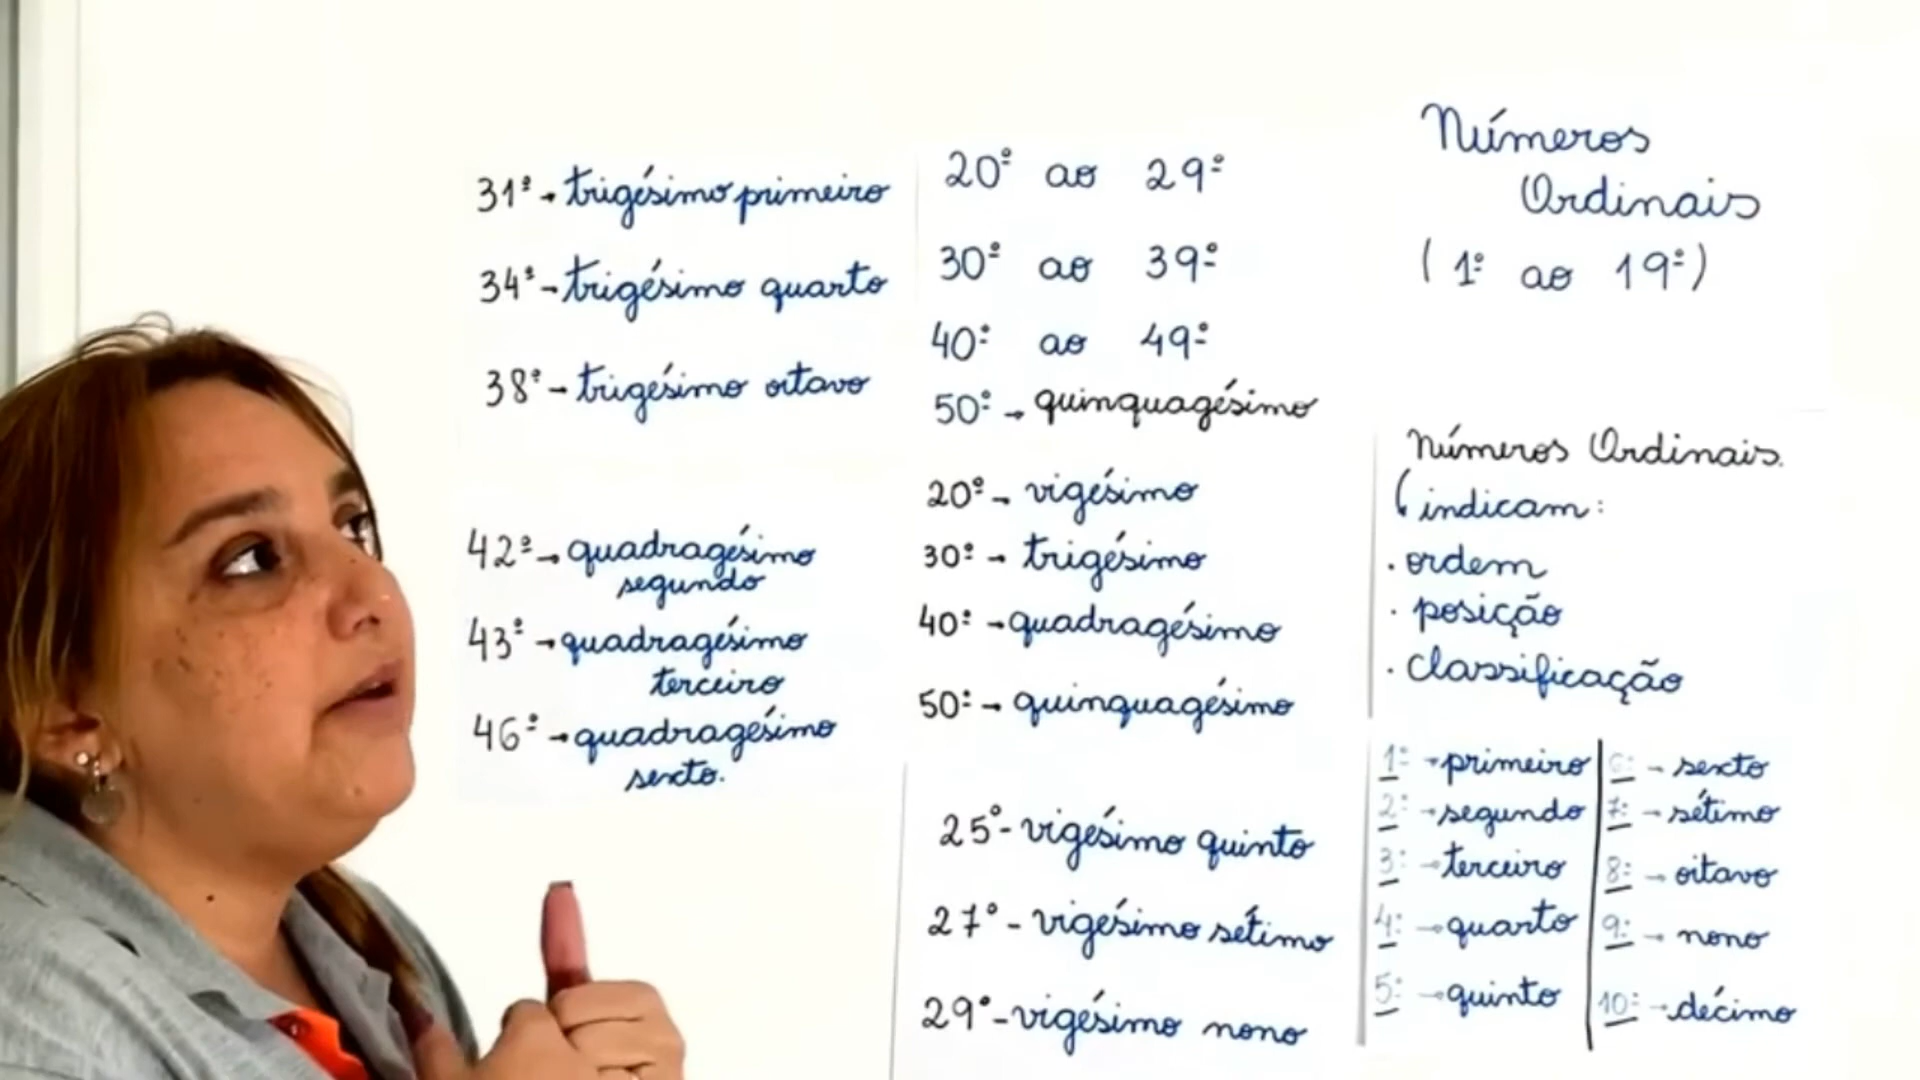 31º - trigésimo primeiro
34º - trigésimo quarto
38º - trigésimo oitavo
42º - quadragésimo
segundo
43º - quadragésimo
terceiro
46º - quadragésimo
sexto.
20º ao 29º
30º ao 39º
40º ao 49º
50º - quinquagésimo
20º - vigésimo
30º - trigésimo
40º - quadragésimo
50º - quinquagésimo
25º - vigésimo quinto
27º - vigésimo sétimo
29º - vigésimo nono
Números
Ordinais
(1º ao 19º)
Números Ordinais.
indicam:
. ordem
. posição
. classificação
1º - primeiro
2º - segundo
3º - terceiro
4º - quarto
5º - quinto
6º - sexto
7º - sétimo
8º - oitavo
9º - nono
10º - décimo